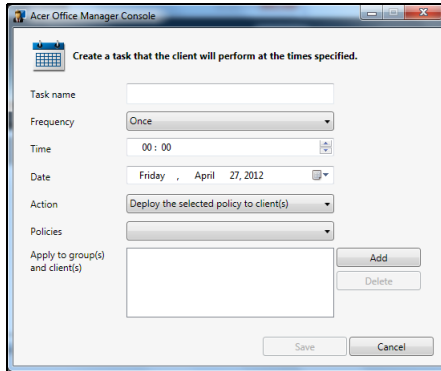 Acer Office Manager Console
Create a task that the client will perform at the times specified.
Task name
Frequency Once
Time 00 : 00
Date Friday , April 27, 2012
Action Deploy the selected policy to client(s)
Policies
Apply to group(s) Add
and client(s)
Delete
Save Cancel